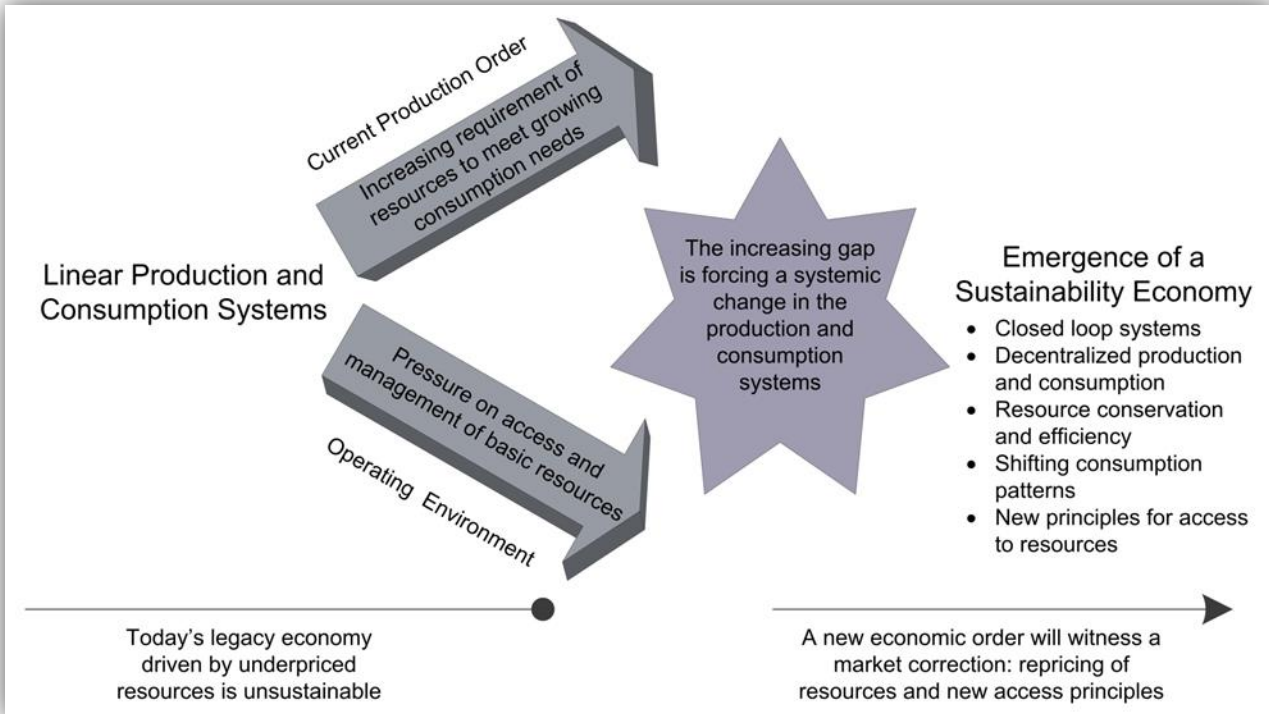 Current Production Order
Increasing requirement of
resources to meet growing
consumption needs
Linear Production and
Consumption Systems
Pressure on access and
management of basic resources
Operating Environment
The increasing gap
is forcing a systemic
change in the
production and
consumption
systems
Emergence of a
Sustainability Economy
• Closed loop systems
• Decentralized production
and consumption
• Resource conservation
and efficiency
• Shifting consumption
patterns
• New principles for access
to resources
Today's legacy economy
driven by underpriced
resources is unsustainable
A new economic order will witness a
market correction: repricing of
resources and new access principles